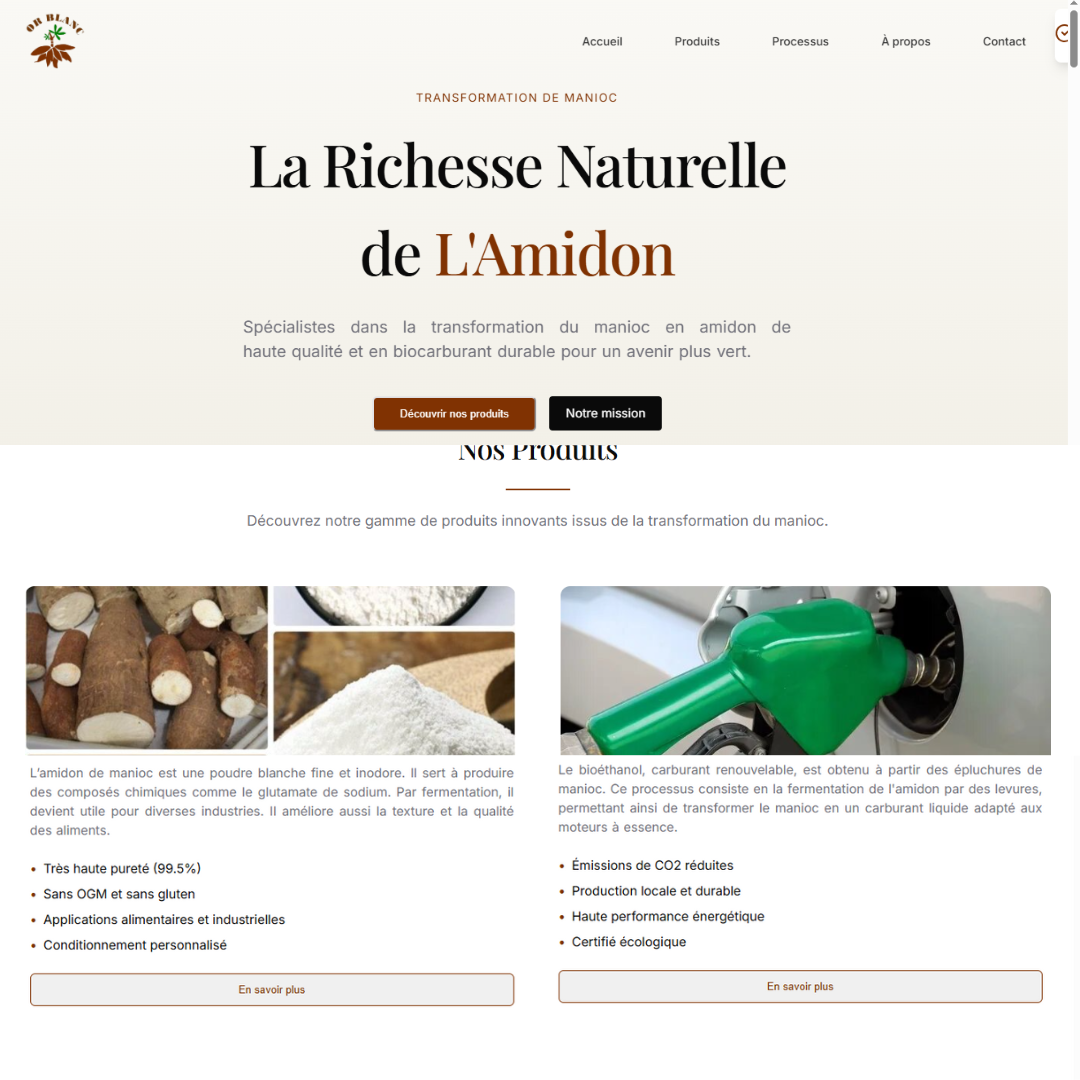 OR BLANC
Accueil Produits Processus À propos Contact
TRANSFORMATION DE MANIOC
La Richesse Naturelle
de L'Amidon
Spécialistes dans la transformation du manioc en amidon de
haute qualité et en biocarburant durable pour un avenir plus vert.
Découvrir nos produits Notre mission
Nos Produits
Découvrez notre gamme de produits innovants issus de la transformation du manioc.
L'amidon de manioc est une poudre blanche fine et inodore. Il sert à produire
des composés chimiques comme le glutamate de sodium. Par fermentation, il
devient utile pour diverses industries. Il améliore aussi la texture et la qualité
des aliments.
• Très haute pureté (99.5%)
• Sans OGM et sans gluten
• Applications alimentaires et industrielles
• Conditionnement personnalisé
En savoir plus
Le bioéthanol, carburant renouvelable, est obtenu à partir des épluchures de
manioc. Ce processus consiste en la fermentation de l'amidon par des levures,
permettant ainsi de transformer le manioc en un carburant liquide adapté aux
moteurs à essence.
• Émissions de CO2 réduites
• Production locale et durable
• Haute performance énergétique
• Certifié écologique
En savoir plus